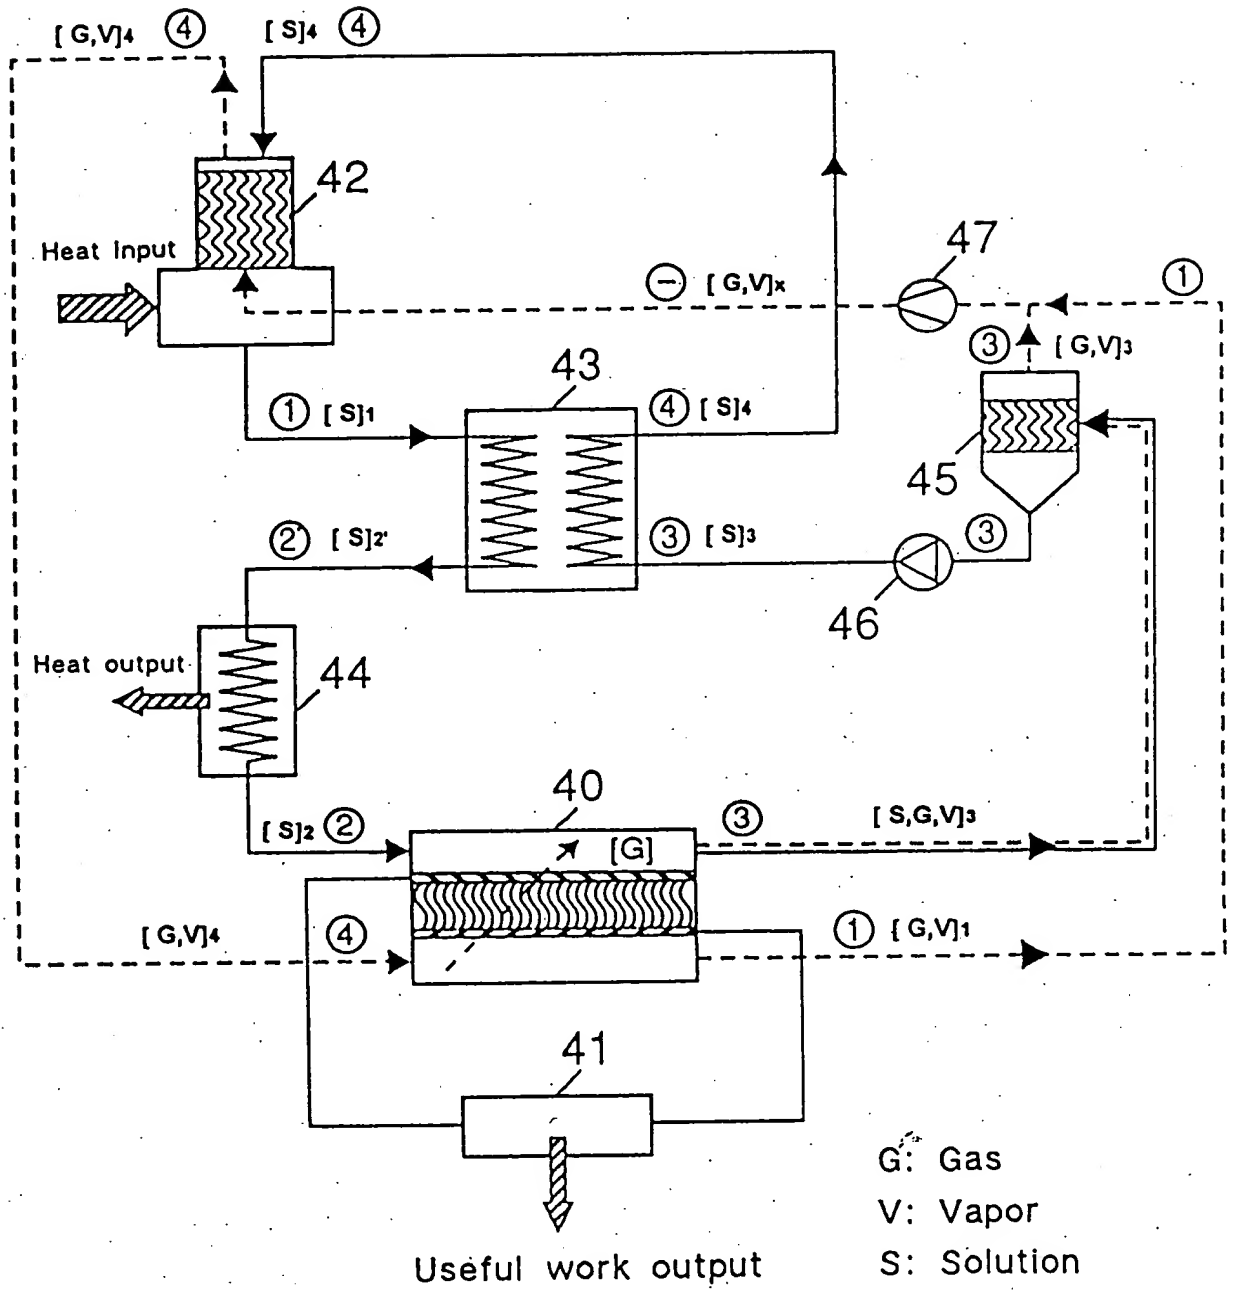 [ G,V]4 ④ [ S]4 ④
42
Heat input
47
⊖ [ G,V]x ①
③ [ G,V]3
43
① [ S]1 ④ [ S]4
45
②' [ S]2' ③ [ S]3 ③
46
Heat output
44
40
[ S]2 ② [G] ③ [ S,G,V]3
[ G,V]4 ④ ① [ G,V]1
41
G: Gas
V: Vapor
Useful work output
S: Solution